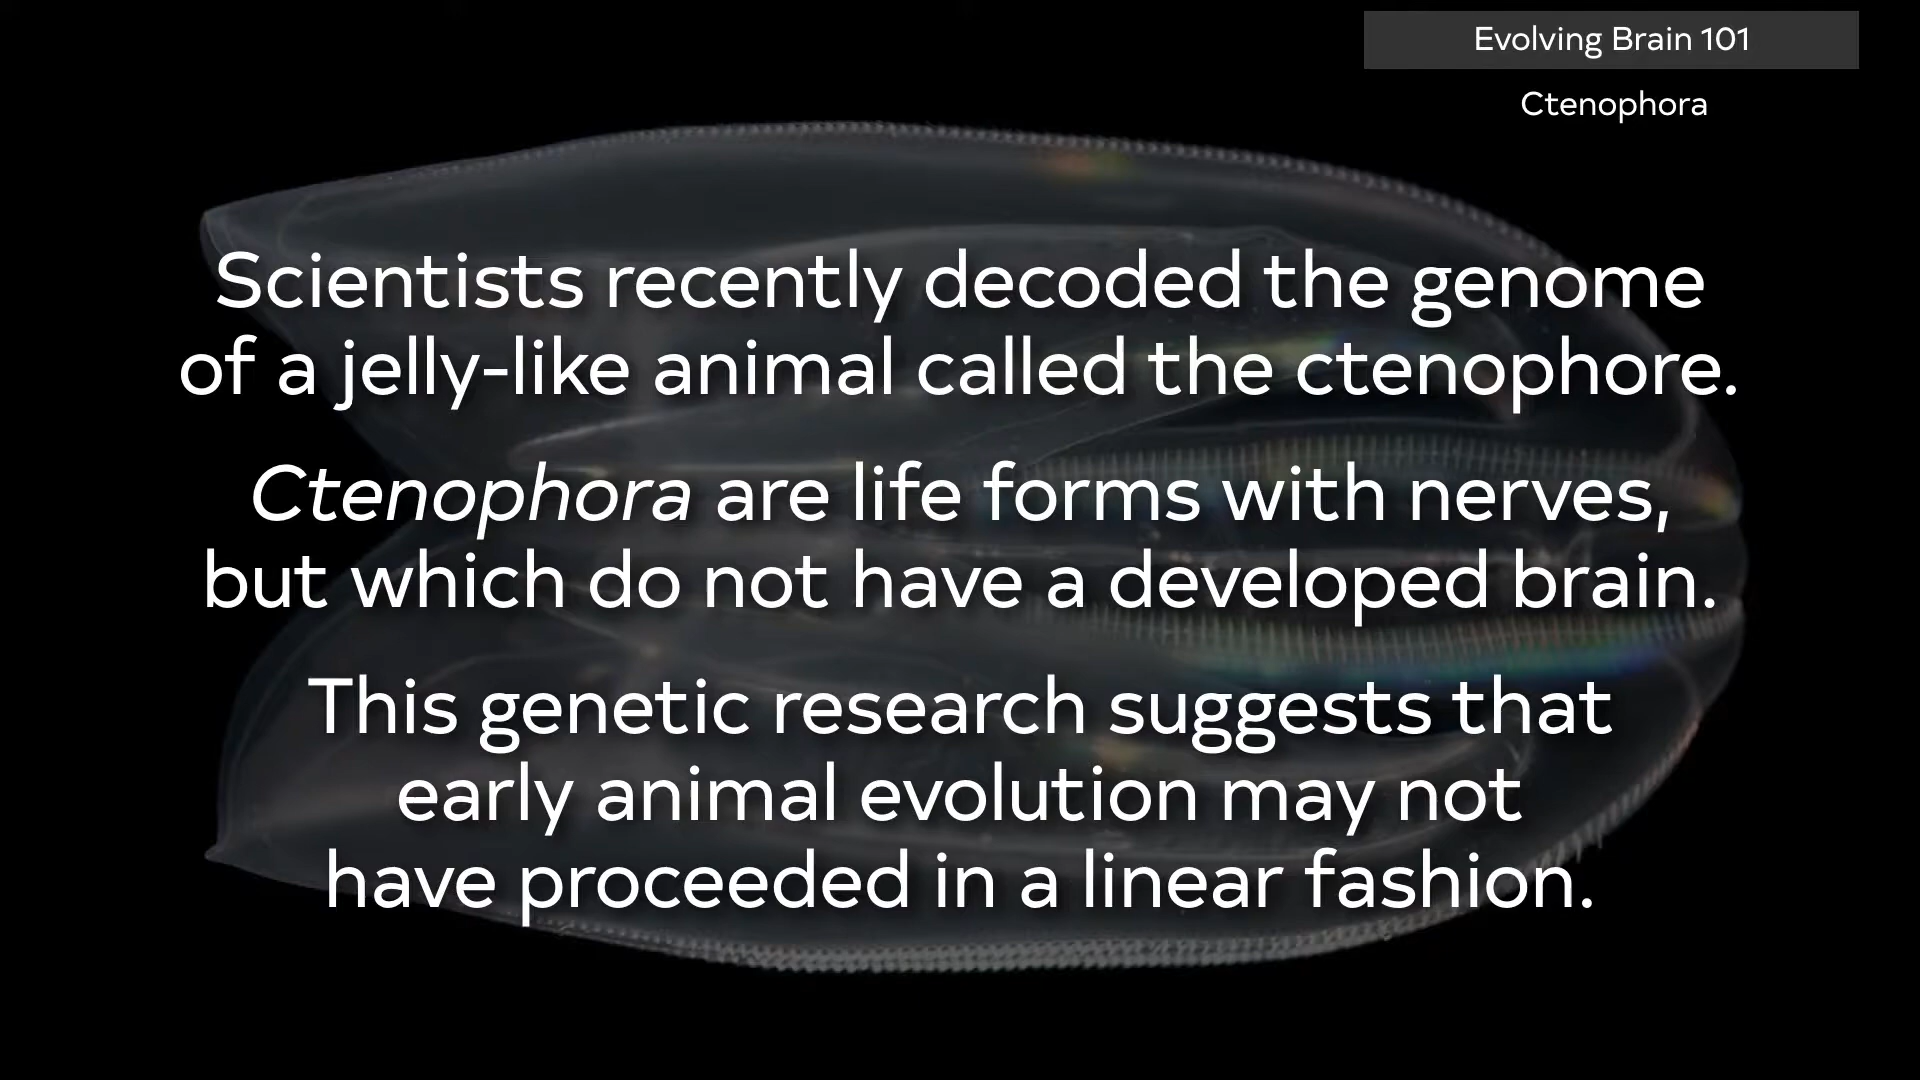 Evolving Brain 101
Ctenophora
Scientists recently decoded the genome
of a jelly-like animal called the ctenophore.
Ctenophora are life forms with nerves,
but which do not have a developed brain.
This genetic research suggests that
early animal evolution may not
have proceeded in a linear fashion.